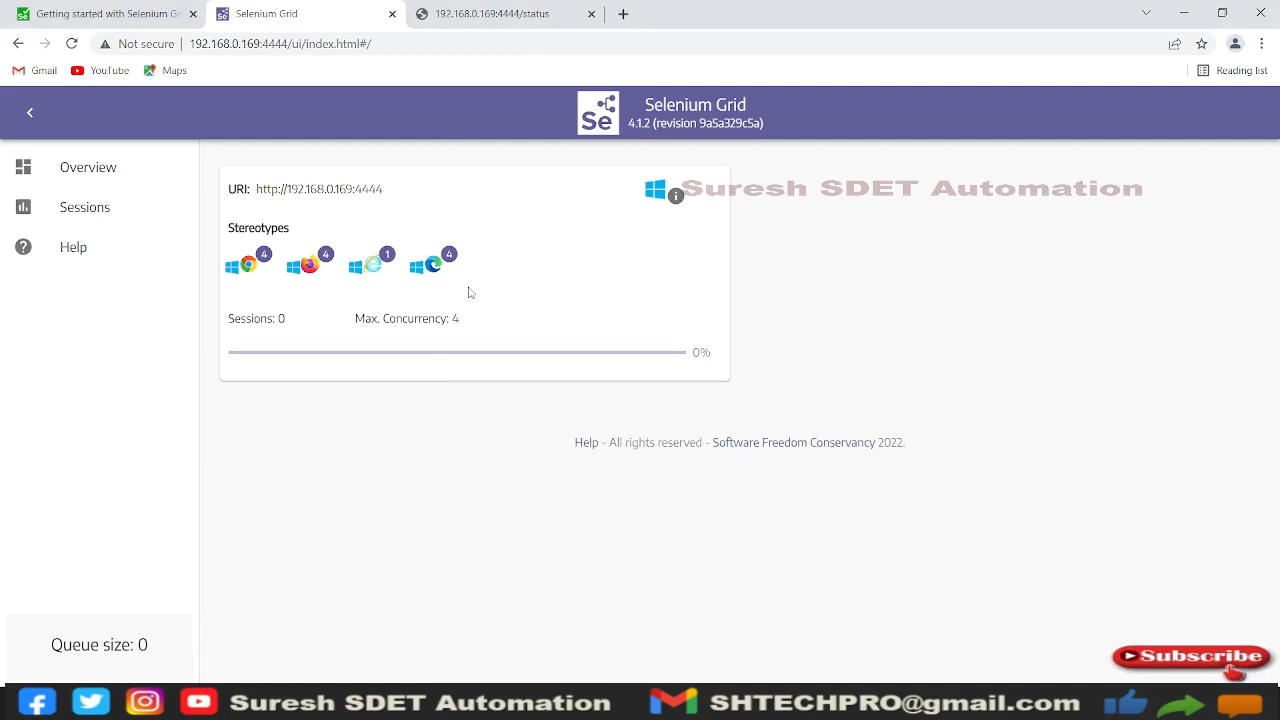 Getting started with Selenium Gr
Selenium Grid
192.168.0.169:4444/status
Not secure
192.168.0.169:4444/ui/index.html#/
Gmail
YouTube
Maps
Reading list
Se
Selenium Grid
4.1.2 (revision 9a5a329c5a)
Overview
Sessions
Help
URI: http://192.168.0.169:4444
Suresh SDET Automation
Stereotypes
4
4
1
4
Sessions: 0
Max. Concurrency: 4
0%
Help - All rights reserved - Software Freedom Conservancy 2022.
Queue size: 0
Subscribe
Suresh SDET Automation
SHTECHPRO@gmail.com